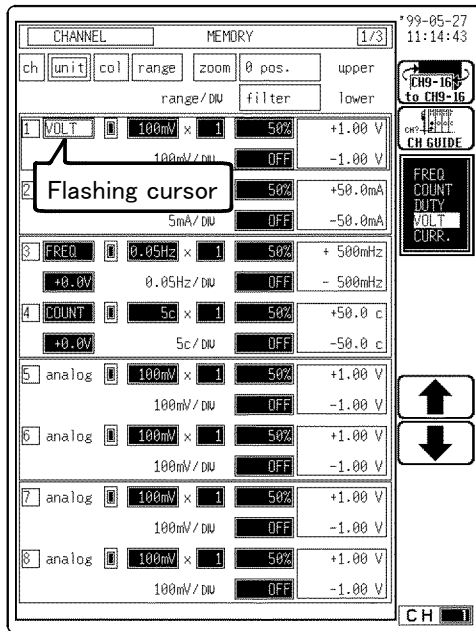 '99-05-27
11:14:43
CHANNEL MEMORY 1/3
ch unit col range zoom 0 pos. upper
range/DIV filter lower
1 VOLT 100mV × 1 50% +1.00 V
100mV/DIV OFF -1.00 V
Flashing cursor
2 50% +50.0mA
5mA/DIV OFF -50.0mA
3 FREQ 0.05Hz × 1 50% + 500mHz
+0.0V 0.05Hz/DIV OFF - 500mHz
4 COUNT 5c × 1 50% +50.0 c
+0.0V 5c/DIV OFF -50.0 c
5 analog 100mV × 1 50% +1.00 V
100mV/DIV OFF -1.00 V
6 analog 100mV × 1 50% +1.00 V
100mV/DIV OFF -1.00 V
7 analog 100mV × 1 50% +1.00 V
100mV/DIV OFF -1.00 V
8 analog 100mV × 1 50% +1.00 V
100mV/DIV OFF -1.00 V
CH9-16
to CH9-16
CH?
CH GUIDE
FREQ
COUNT
DUTY
VOLT
CURR.
CH 1